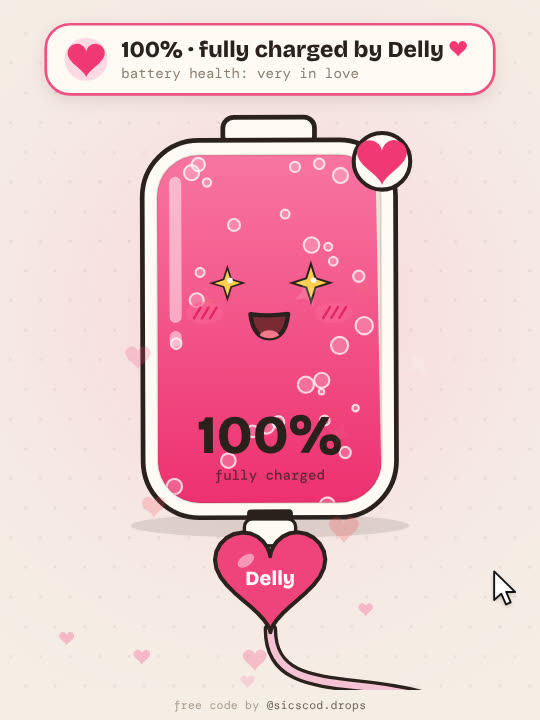 100% · fully charged by Delly
battery health: very in love
100%
fully charged
Delly
free code by @sicscod.drops